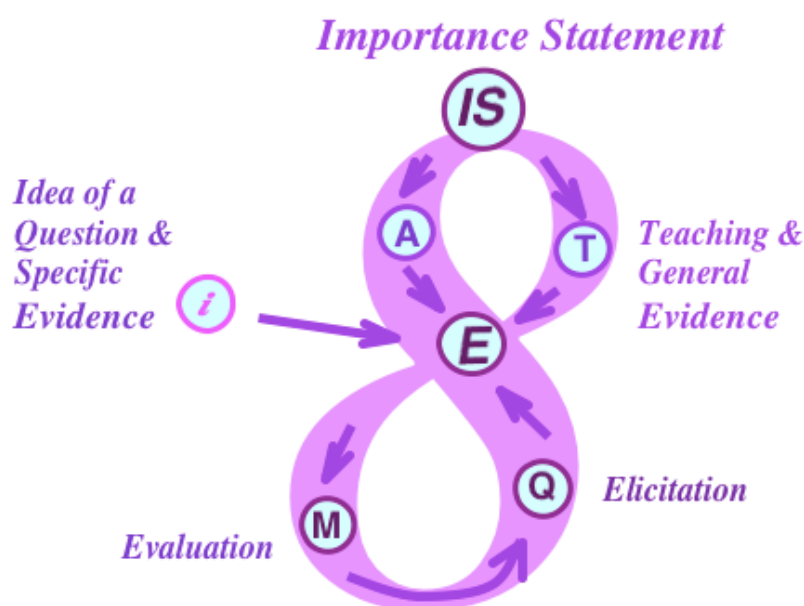 Importance Statement
IS
Idea of a
Question &
Specific
Evidence
i
A
T
Teaching &
General
Evidence
E
Q
Elicitation
M
Evaluation